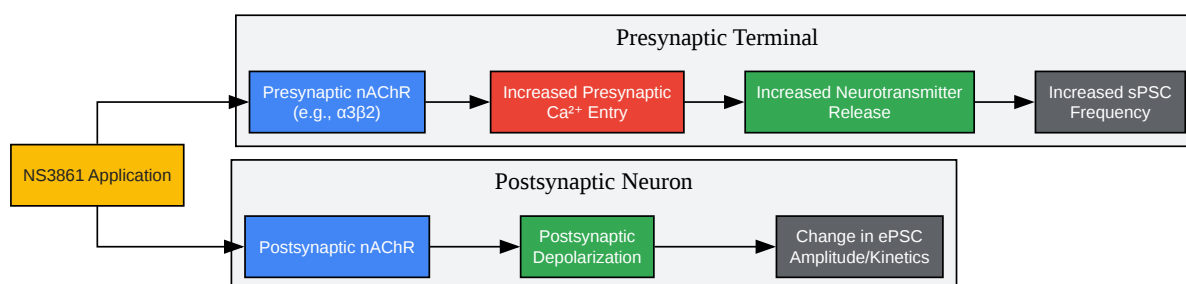 Presynaptic Terminal
Presynaptic nAChR
(e.g., α3β2)
Increased Presynaptic
Ca²⁺ Entry
Increased Neurotransmitter
Release
Increased sPSC
Frequency
NS3861 Application
Postsynaptic Neuron
Postsynaptic nAChR
Postsynaptic
Depolarization
Change in ePSC
Amplitude/Kinetics